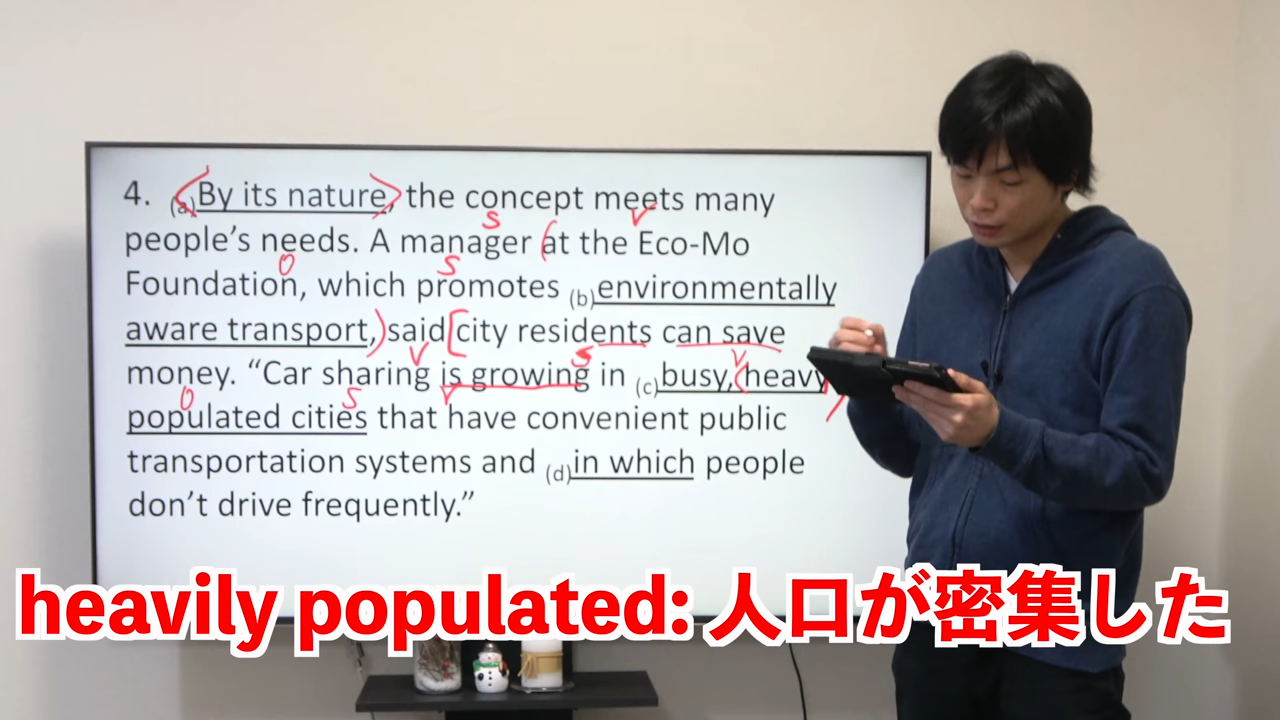 4. (a)By its nature, the concept meets many
people's needs. A manager at the Eco-Mo
Foundation, which promotes (b)environmentally
aware transport, said city residents can save
money. “Car sharing is growing in (c)busy, heavy
populated cities that have convenient public
transportation systems and (d)in which people
don't drive frequently.”
S V
O S
V S V
O S V
heavily populated: 人口が密集した